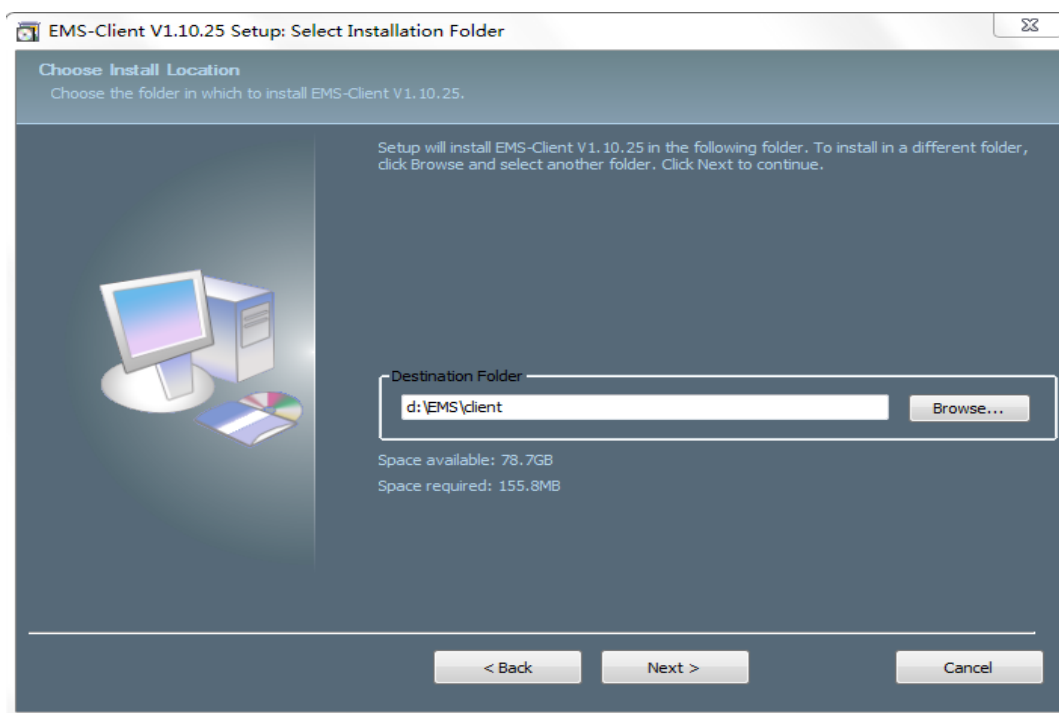 EMS-Client V1.10.25 Setup: Select Installation Folder
Choose Install Location
Choose the folder in which to install EMS-Client V1.10.25.
Setup will install EMS-Client V1.10.25 in the following folder. To install in a different folder,
click Browse and select another folder. Click Next to continue.
Destination Folder
d:\EMS\client
Browse...
Space available: 78.7GB
Space required: 155.8MB
< Back
Next >
Cancel